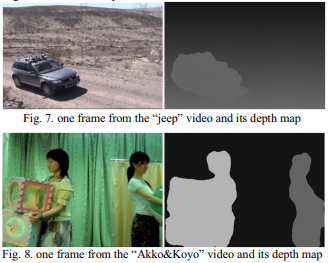 Fig. 7. one frame from the “jeep” video and its depth map
Fig. 8. one frame from the “Akko&Koyo” video and its depth map